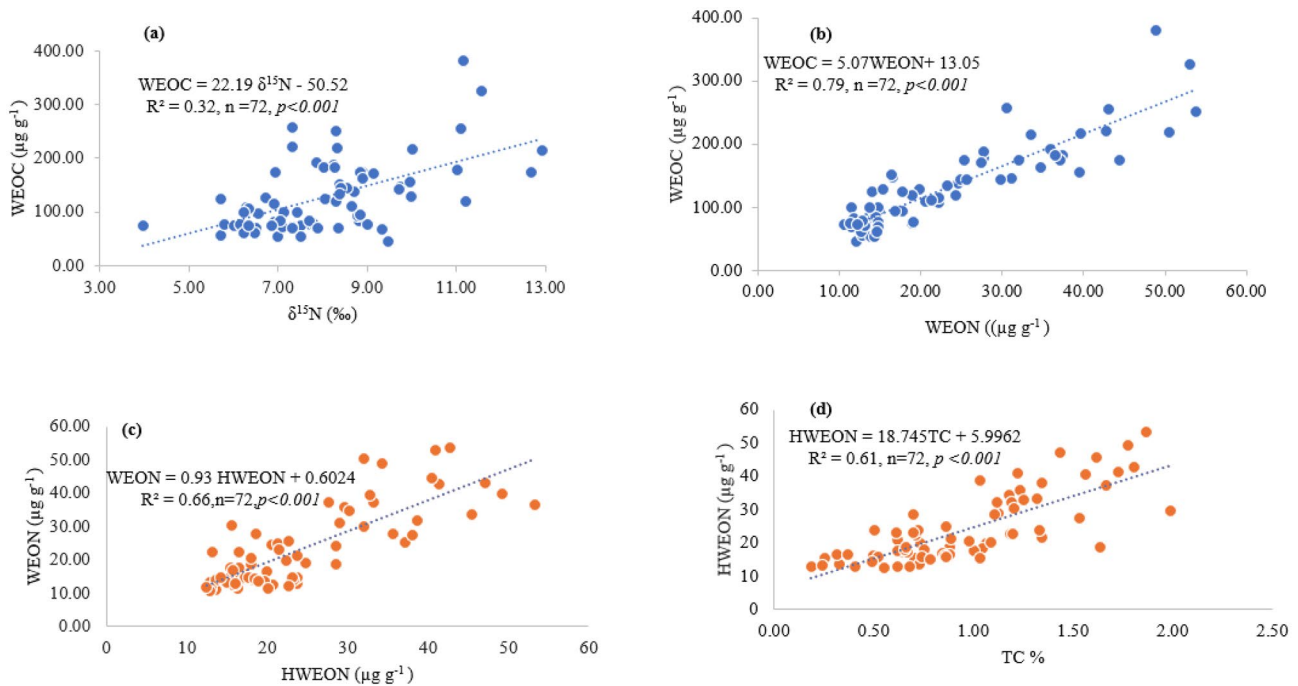 (a)
400.00
WEOC = 22.19 δ¹⁵N - 50.52
R² = 0.32, n =72, p<0.001
300.00
200.00
100.00
0.00
3.00 5.00 7.00 9.00 11.00 13.00
δ¹⁵N (‰)
WEOC (µg g⁻¹)
(b)
400.00
WEOC = 5.07WEON+ 13.05
R² = 0.79, n =72, p<0.001
300.00
200.00
100.00
0.00
0.00 10.00 20.00 30.00 40.00 50.00 60.00
WEON ((µg g⁻¹)
WEOC (µg g⁻¹)
(c)
60.00
50.00
WEON = 0.93 HWEON + 0.6024
R² = 0.66,n=72,p<0.001
40.00
30.00
20.00
10.00
0.00
0 10 20 30 40 50 60
HWEON (µg g⁻¹)
WEON (µg g⁻¹)
(d)
60
HWEON = 18.745TC + 5.9962
R² = 0.61, n=72, p <0.001
50
40
30
20
10
0
0.00 0.50 1.00 1.50 2.00 2.50
TC %
HWEON (µg g⁻¹)